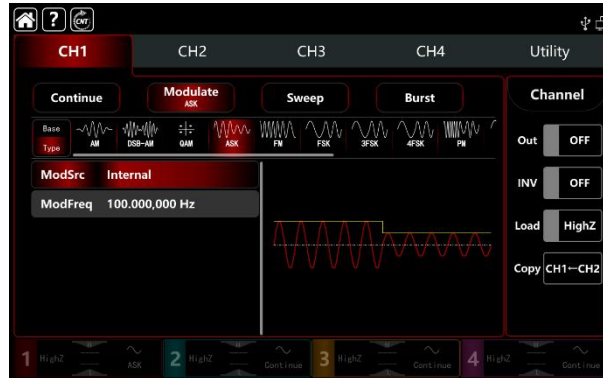 ? CNT
CH1 CH2 CH3 CH4 Utility
Continue Modulate Sweep Burst Channel
ASK
Base
Type AM DSB-AM QAM ASK FM FSK 3FSK 4FSK PM
Out OFF
ModSrc Internal
INV OFF
ModFreq 100.000,000 Hz
Load HighZ
Copy CH1←CH2
1 HighZ ASK 2 HighZ Continue 3 HighZ Continue 4 HighZ Continue